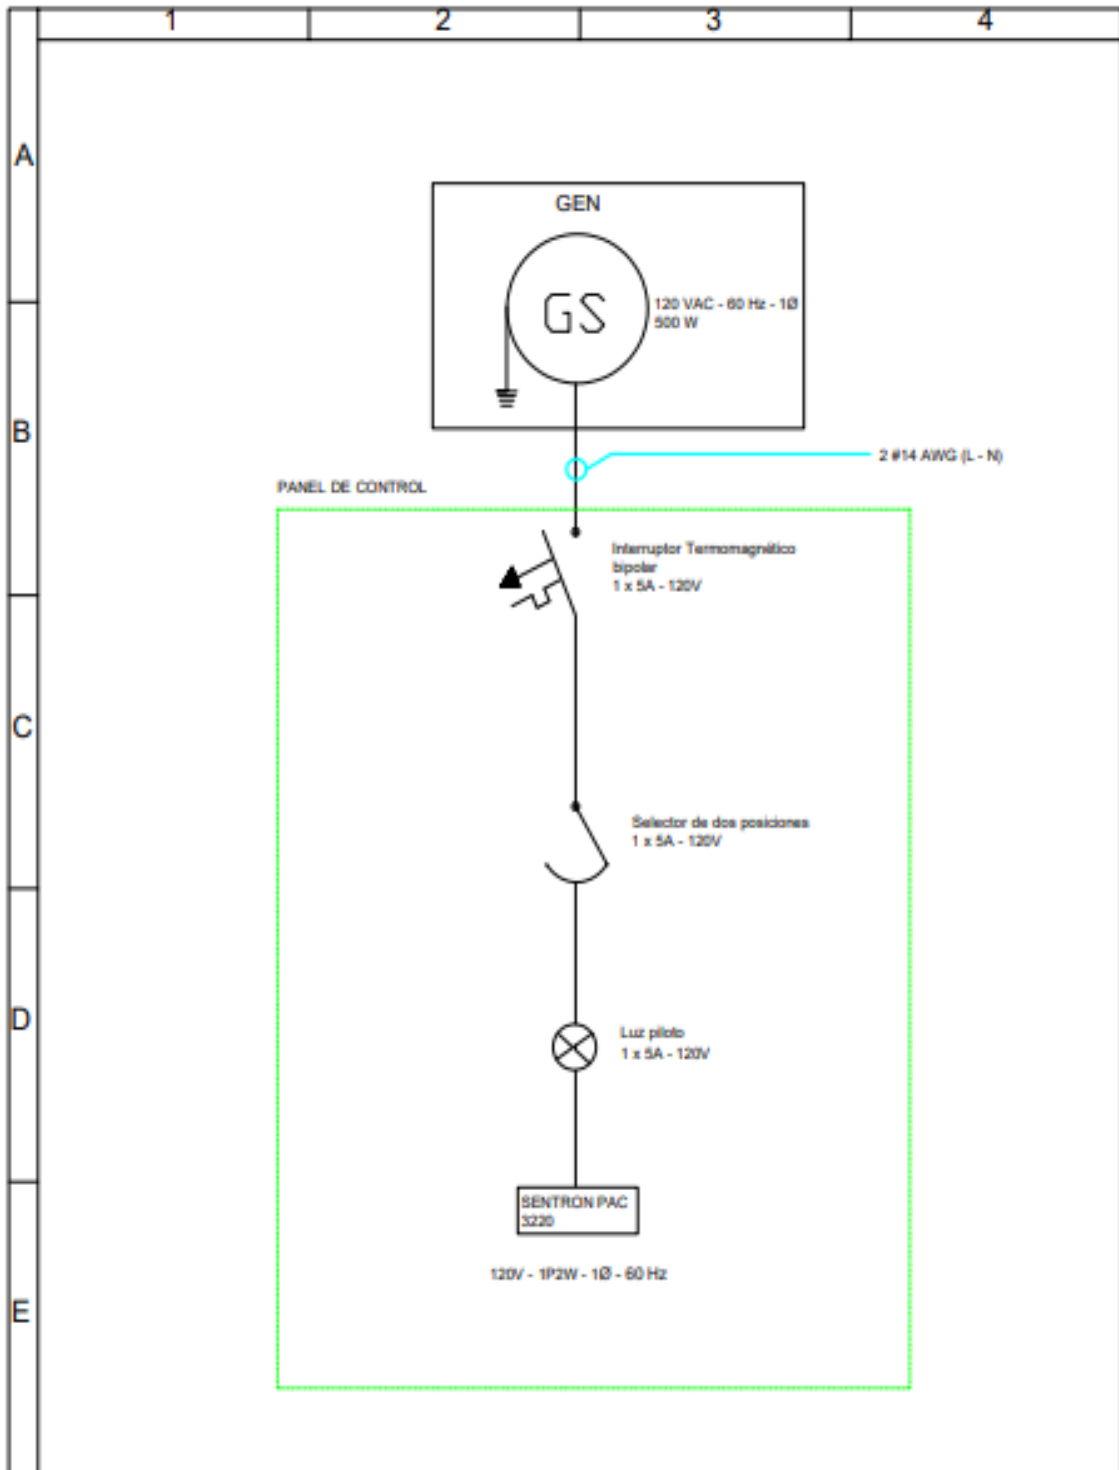 1 2 3 4
A
GEN
GS
120 VAC - 60 Hz - 1Ø
500 W
B
2 #14 AWG (L - N)
PANEL DE CONTROL
Interruptor Termomagnético
bipolar
1 x 5A - 120V
C
Selector de dos posiciones
1 x 5A - 120V
D
Luz piloto
1 x 5A - 120V
SENTRON PAC
3220
120V - 1P2W - 1Ø - 60 Hz
E